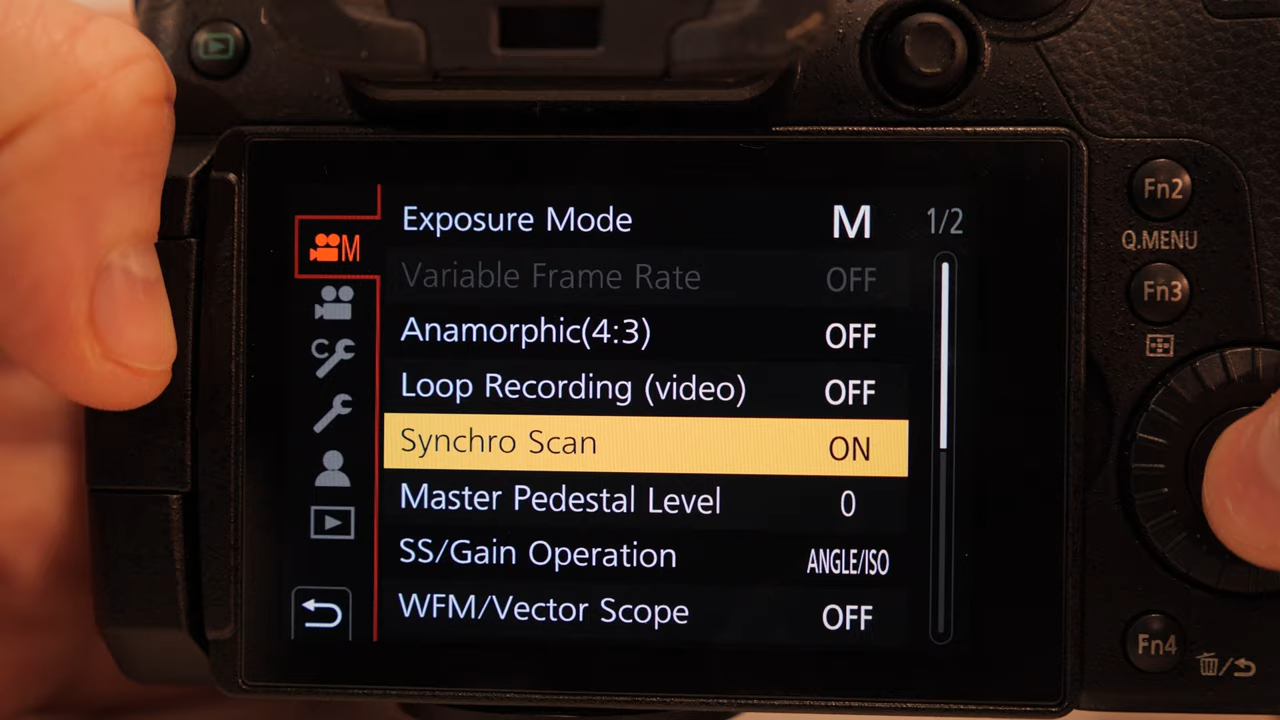 Exposure Mode M 1/2
Variable Frame Rate OFF
Anamorphic(4:3) OFF
Loop Recording (video) OFF
Synchro Scan ON
Master Pedestal Level 0
SS/Gain Operation ANGLE/ISO
WFM/Vector Scope OFF
M
C
Fn2
Q.MENU
Fn3
Fn4